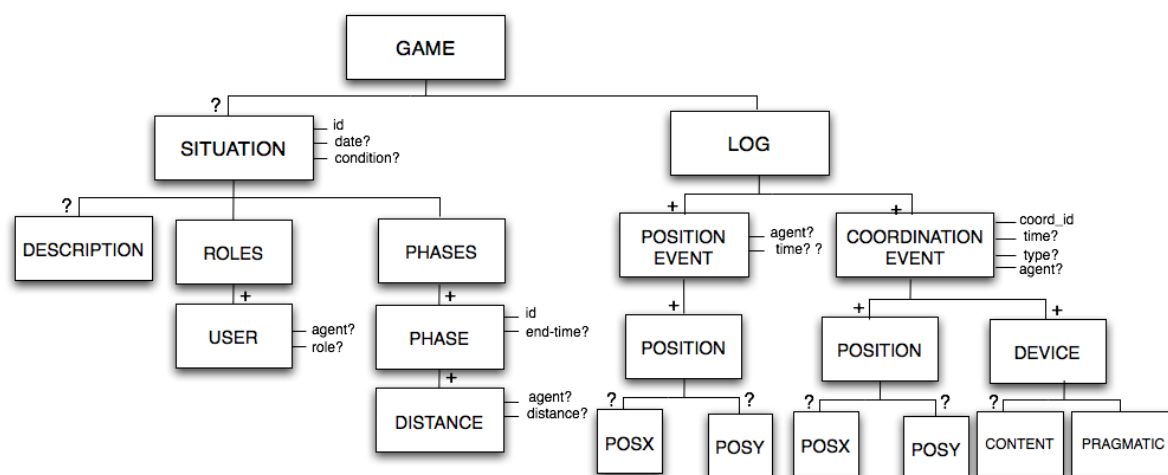 GAME
?
SITUATION
id
date?
condition?
LOG
?
DESCRIPTION
ROLES
PHASES
+
POSITION
EVENT
agent?
time? ?
+
COORDINATION
EVENT
coord_id
time?
type?
agent?
+
USER
agent?
role?
+
PHASE
id
end-time?
+
POSITION
+
POSITION
+
DEVICE
+
DISTANCE
agent?
distance?
?
POSX
?
POSY
?
POSX
?
POSY
?
CONTENT
PRAGMATIC